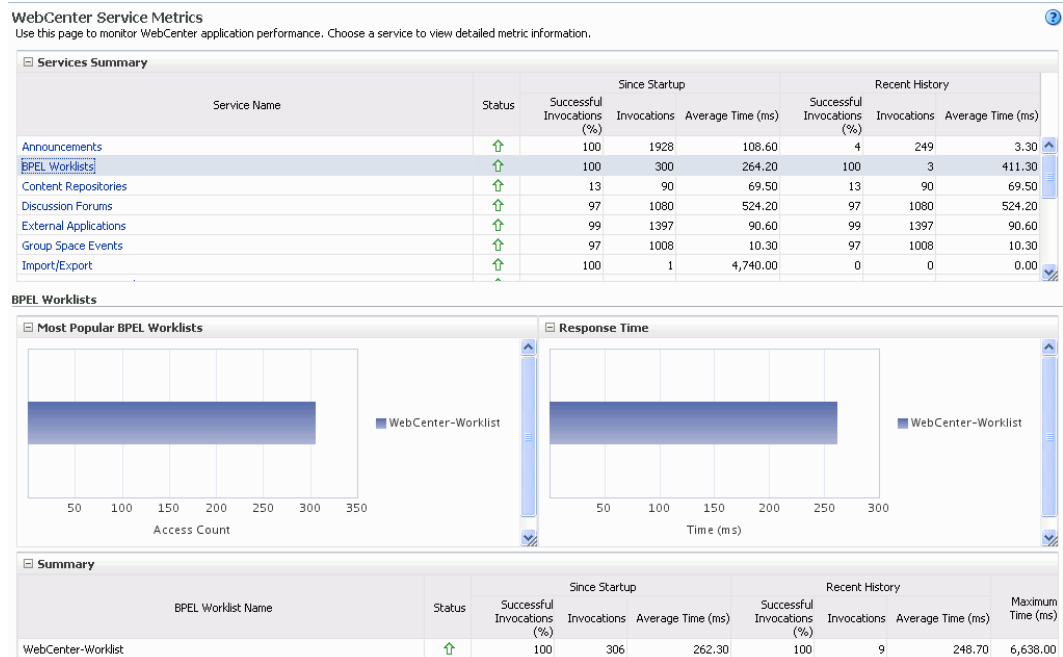 WebCenter Service Metrics
Use this page to monitor WebCenter application performance. Choose a service to view detailed metric information.
Services Summary
Service Name Status Since Startup Recent History
Successful Invocations (%) Invocations Average Time (ms) Successful Invocations (%) Invocations Average Time (ms)
Announcements 100 1928 108.60 4 249 3.30
BPEL Worklists 100 300 264.20 100 3 411.30
Content Repositories 13 90 69.50 13 90 69.50
Discussion Forums 97 1080 524.20 97 1080 524.20
External Applications 99 1397 90.60 99 1397 90.60
Group Space Events 97 1008 10.30 97 1008 10.30
Import/Export 100 1 4,740.00 0 0 0.00
BPEL Worklists
Most Popular BPEL Worklists
WebCenter-Worklist
50 100 150 200 250 300 350
Access Count
Response Time
WebCenter-Worklist
50 100 150 200 250 300
Time (ms)
Summary
BPEL Worklist Name Status Since Startup Recent History Maximum Time (ms)
Successful Invocations (%) Invocations Average Time (ms) Successful Invocations (%) Invocations Average Time (ms)
WebCenter-Worklist 100 306 262.30 100 9 248.70 6,638.00